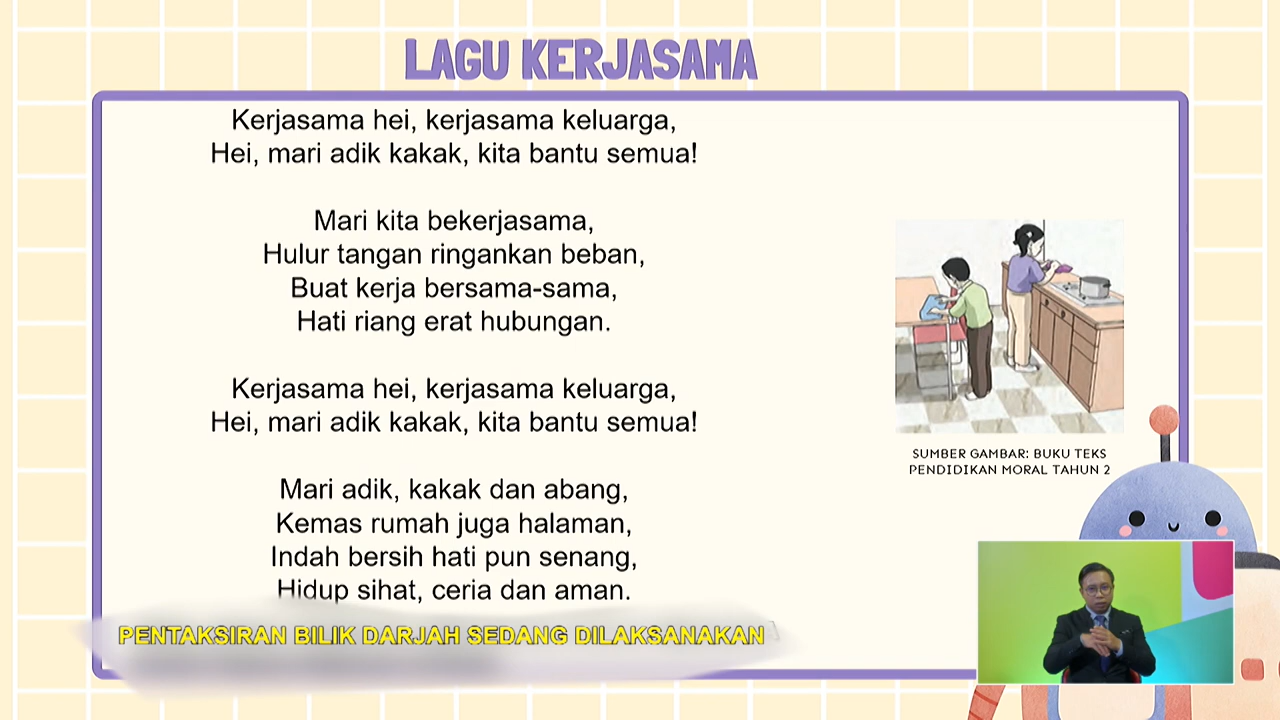 LAGU KERJASAMA
Kerjasama hei, kerjasama keluarga,
Hei, mari adik kakak, kita bantu semua!
Mari kita bekerjasama,
Hulur tangan ringankan beban,
Buat kerja bersama-sama,
Hati riang erat hubungan.
Kerjasama hei, kerjasama keluarga,
Hei, mari adik kakak, kita bantu semua!
Mari adik, kakak dan abang,
Kemas rumah juga halaman,
Indah bersih hati pun senang,
Hidup sihat, ceria dan aman.
SUMBER GAMBAR: BUKU TEKS
PENDIDIKAN MORAL TAHUN 2
PENTAKSIRAN BILIK DARJAH SEDANG DILAKSANAKAN